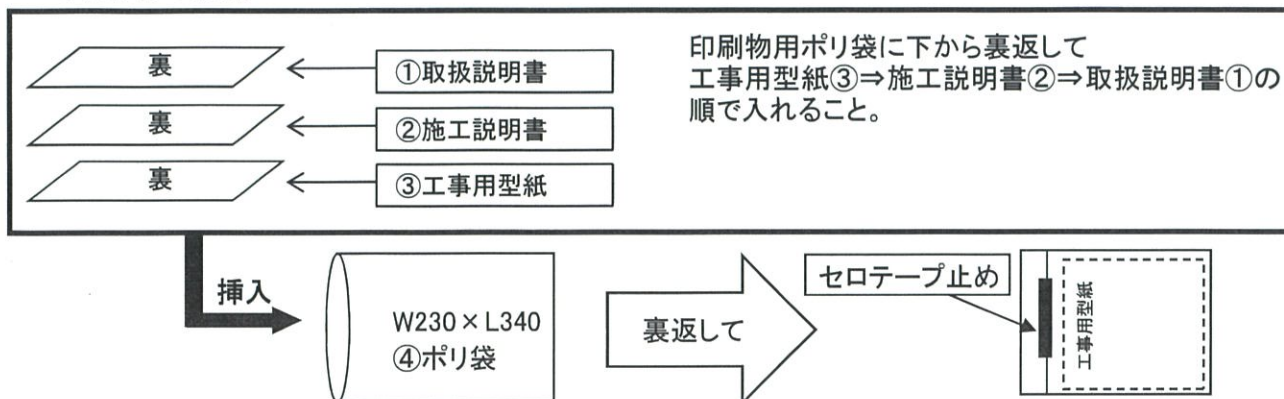 裏
①取扱説明書
裏
②施工説明書
裏
③工事用型紙
印刷物用ポリ袋に下から裏返して
工事用型紙③⇒施工説明書②⇒取扱説明書①の
順で入れること。
挿入
W230×L340
④ポリ袋
裏返して
セロテープ止め
工事用型紙